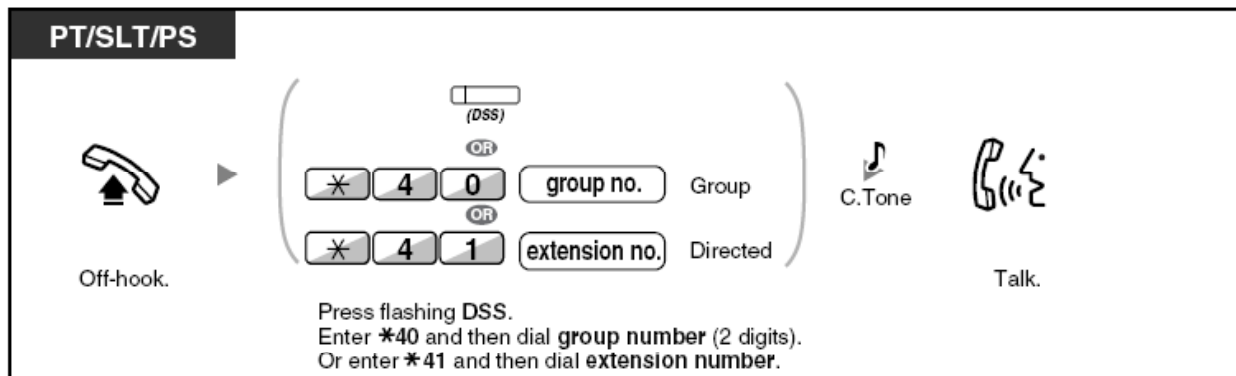 PT/SLT/PS
(DSS)
OR
* 4 0 group no. Group
OR
* 4 1 extension no. Directed
C.Tone
Off-hook.
Talk.
Press flashing DSS.
Enter *40 and then dial group number (2 digits).
Or enter *41 and then dial extension number.